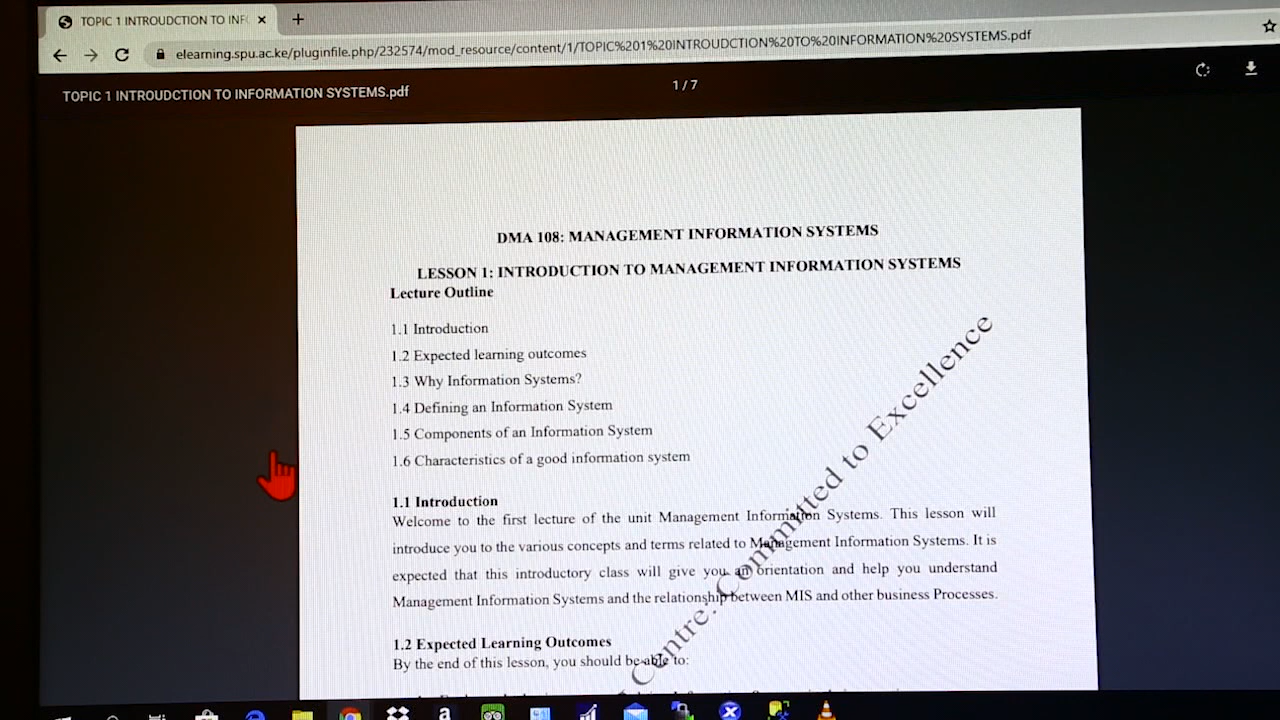 TOPIC 1 INTROUDCTION TO INF
elearning.spu.ac.ke/pluginfile.php/232574/mod_resource/content/1/TOPIC%201%20INTROUDCTION%20TO%20INFORMATION%20SYSTEMS.pdf
TOPIC 1 INTROUDCTION TO INFORMATION SYSTEMS.pdf
1 / 7
DMA 108: MANAGEMENT INFORMATION SYSTEMS
LESSON 1: INTRODUCTION TO MANAGEMENT INFORMATION SYSTEMS
Lecture Outline
1.1 Introduction
1.2 Expected learning outcomes
1.3 Why Information Systems?
1.4 Defining an Information System
1.5 Components of an Information System
1.6 Characteristics of a good information system
1.1 Introduction
Welcome to the first lecture of the unit Management Information Systems. This lesson will
introduce you to the various concepts and terms related to Management Information Systems. It is
expected that this introductory class will give you an orientation and help you understand
Management Information Systems and the relationship between MIS and other business Processes.
1.2 Expected Learning Outcomes
By the end of this lesson, you should be able to:
Centre: Committed to Excellence